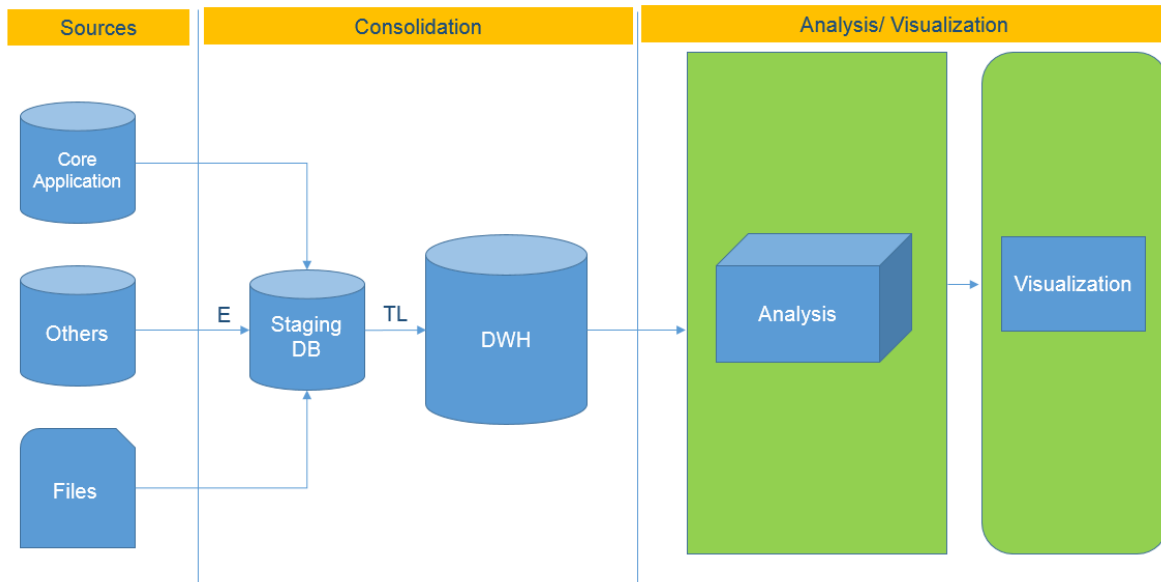 Sources
Consolidation
Analysis/ Visualization
Core
Application
Others
Files
E
Staging
DB
TL
DWH
Analysis
Visualization